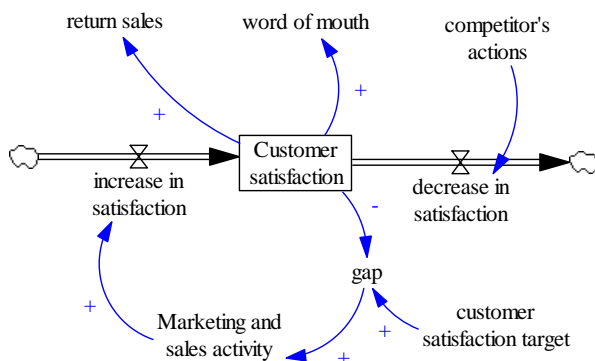 return sales
word of mouth
competitor's
actions
+
+
Customer
satisfaction
increase in
satisfaction
decrease in
satisfaction
-
gap
+
Marketing and
sales activity
+
+
customer
satisfaction target